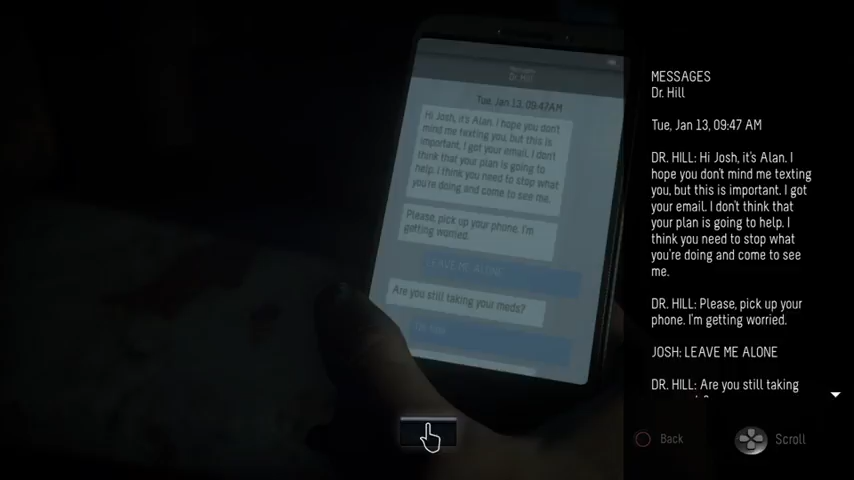 Messages
Dr. Hill
Tue, Jan 13, 09:47AM
Hi Josh, it's Alan. I hope you don't
mind me texting you, but this is
important. I got your email. I don't
think that your plan is going to
help. I think you need to stop what
you're doing and come to see me.
Please, pick up your phone. I'm
getting worried.
LEAVE ME ALONE
Are you still taking your meds?
MESSAGES
Dr. Hill
Tue, Jan 13, 09:47 AM
DR. HILL: Hi Josh, it's Alan. I
hope you don't mind me texting
you, but this is important. I got
your email. I don't think that
your plan is going to help. I
think you need to stop what
you're doing and come to see
me.
DR. HILL: Please, pick up your
phone. I'm getting worried.
JOSH: LEAVE ME ALONE
DR. HILL: Are you still taking
Back
Scroll